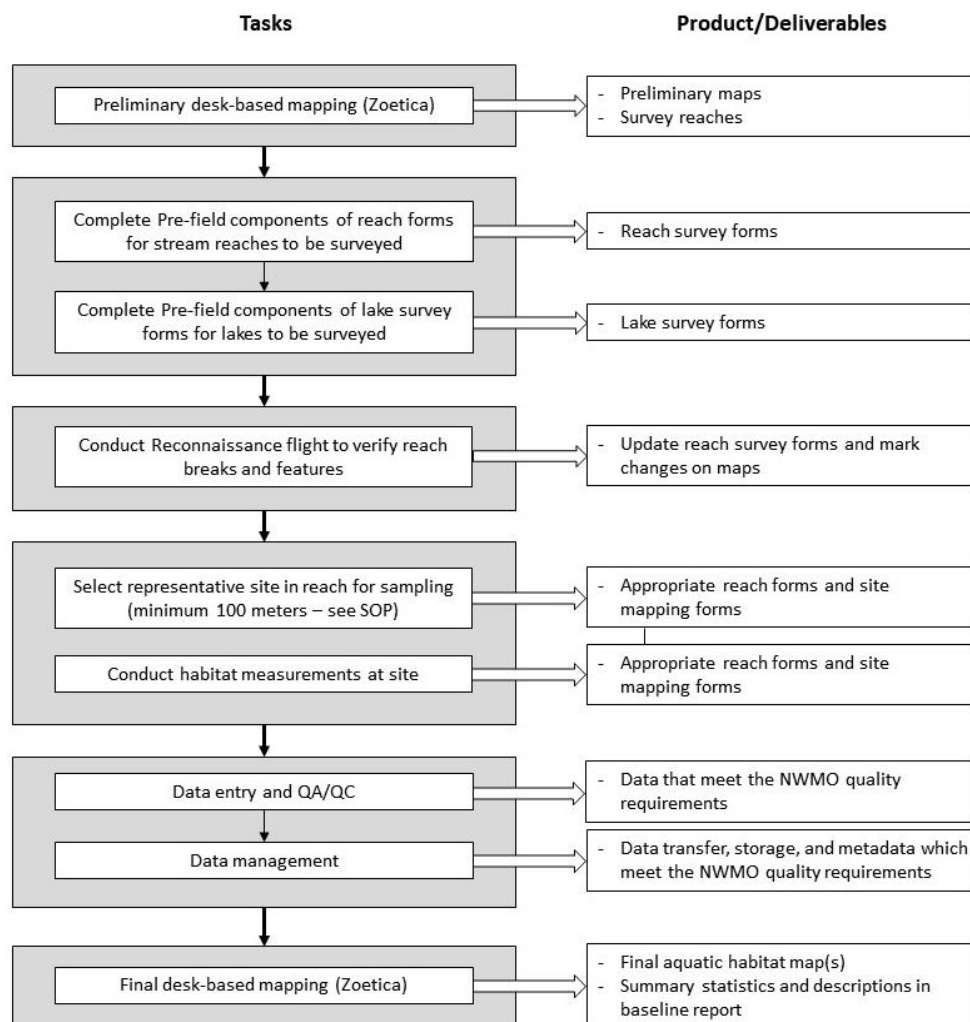 Tasks
Product/Deliverables
Preliminary desk-based mapping (Zoetica)
- Preliminary maps
- Survey reaches
Complete Pre-field components of reach forms
for stream reaches to be surveyed
- Reach survey forms
Complete Pre-field components of lake survey
forms for lakes to be surveyed
- Lake survey forms
Conduct Reconnaissance flight to verify reach
breaks and features
- Update reach survey forms and mark
changes on maps
Select representative site in reach for sampling
(minimum 100 meters – see SOP)
- Appropriate reach forms and site
mapping forms
Conduct habitat measurements at site
- Appropriate reach forms and site
mapping forms
Data entry and QA/QC
- Data that meet the NWMO quality
requirements
Data management
- Data transfer, storage, and metadata which
meet the NWMO quality requirements
Final desk-based mapping (Zoetica)
- Final aquatic habitat map(s)
- Summary statistics and descriptions in
baseline report